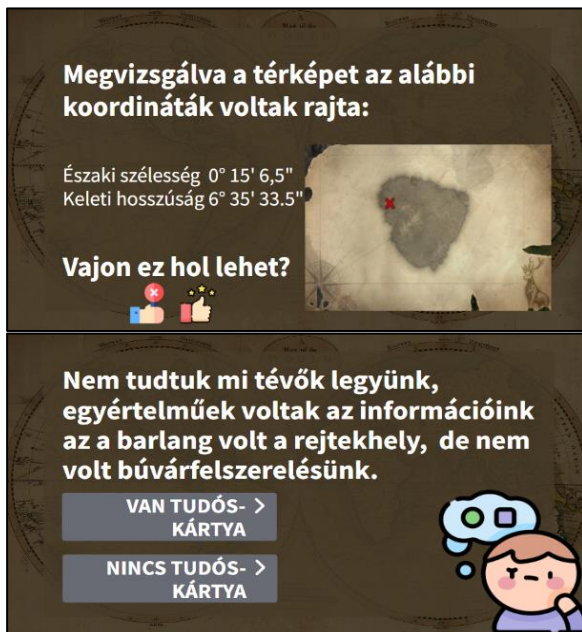 Megvizsgálva a térképet az alábbi
koordináták voltak rajta:
Északi szélesség 0° 15' 6,5"
Keleti hosszúság 6° 35' 33.5"
Vajon ez hol lehet?
Nem tudtuk mi tévők legyünk,
egyértelműek voltak az információink
az a barlang volt a rejtekhely, de nem
volt búvárfelszerelésünk.
VAN TUDÓS- >
KÁRTYA
NINCS TUDÓS- >
KÁRTYA